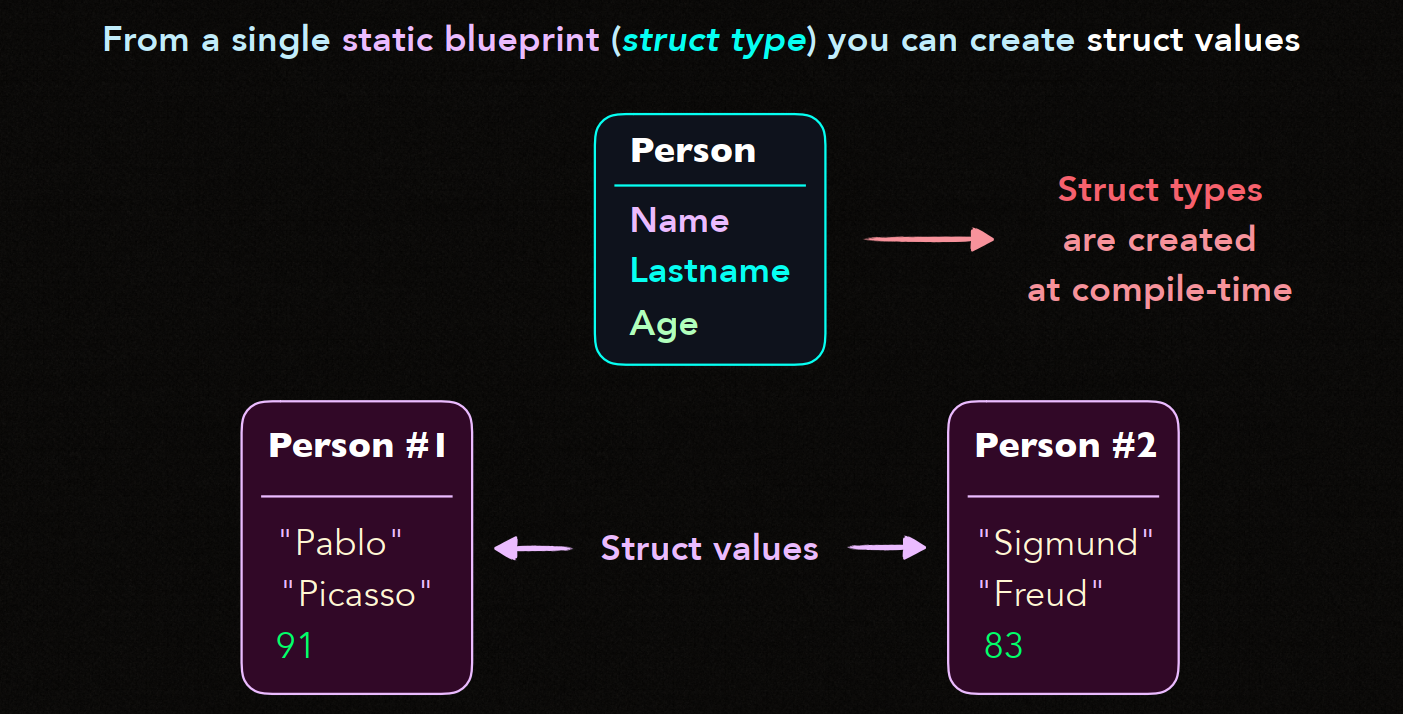 From a single static blueprint (struct type) you can create struct values
Person
Name
Lastname
Age
Struct types
are created
at compile-time
Person #1
"Pablo"
"Picasso"
91
Struct values
Person #2
"Sigmund"
"Freud"
83